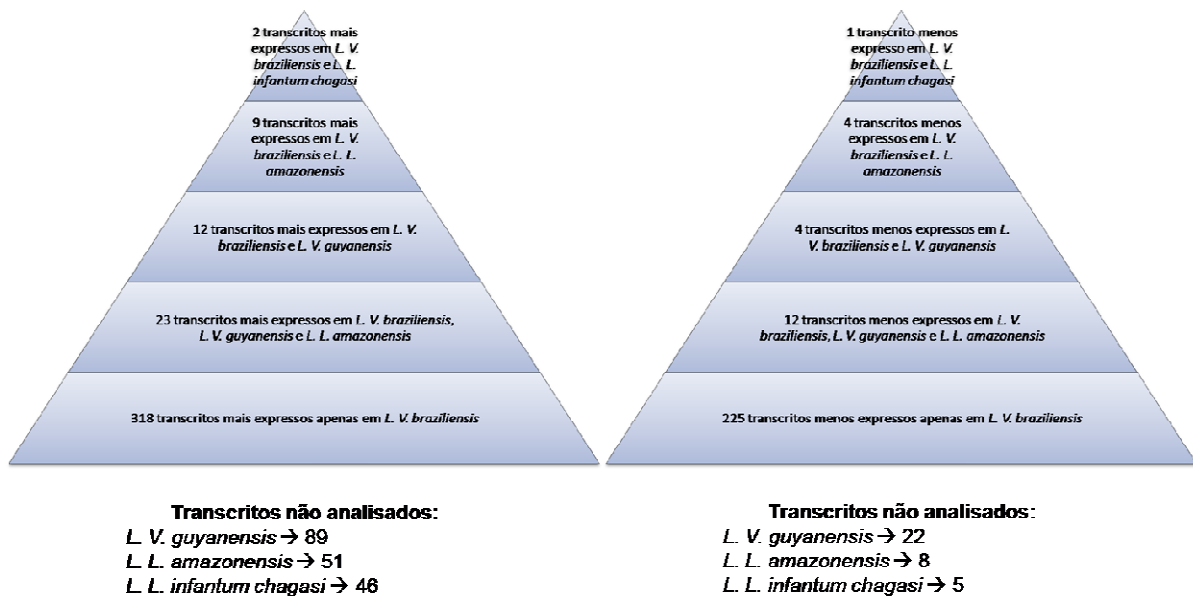 2 transcritos mais
expressos em L. V.
braziliensis e L. L.
infantum chagasi
9 transcritos mais
expressos em L. V.
braziliensis e L. L.
amazonensis
12 transcritos mais expressos em L. V.
braziliensis e L. V. guyanensis
23 transcritos mais expressos em L. V. braziliensis,
L. V. guyanensis e L. L. amazonensis
318 transcritos mais expressos apenas em L. V. braziliensis
Transcritos não analisados:
L. V. guyanensis → 89
L. L. amazonensis → 51
L. L. infantum chagasi → 46
1 transcrito menos
expresso em L. V.
braziliensis e L. L.
infantum chagasi
4 transcritos menos
expressos em L. V.
braziliensis e L. L.
amazonensis
4 transcritos menos expressos em L.
V. braziliensis e L. V. guyanensis
12 transcritos menos expressos em L. V.
braziliensis, L. V. guyanensis e L. L. amazonensis
225 transcritos menos expressos apenas em L. V. braziliensis
Transcritos não analisados:
L. V. guyanensis → 22
L. L. amazonensis → 8
L. L. infantum chagasi → 5